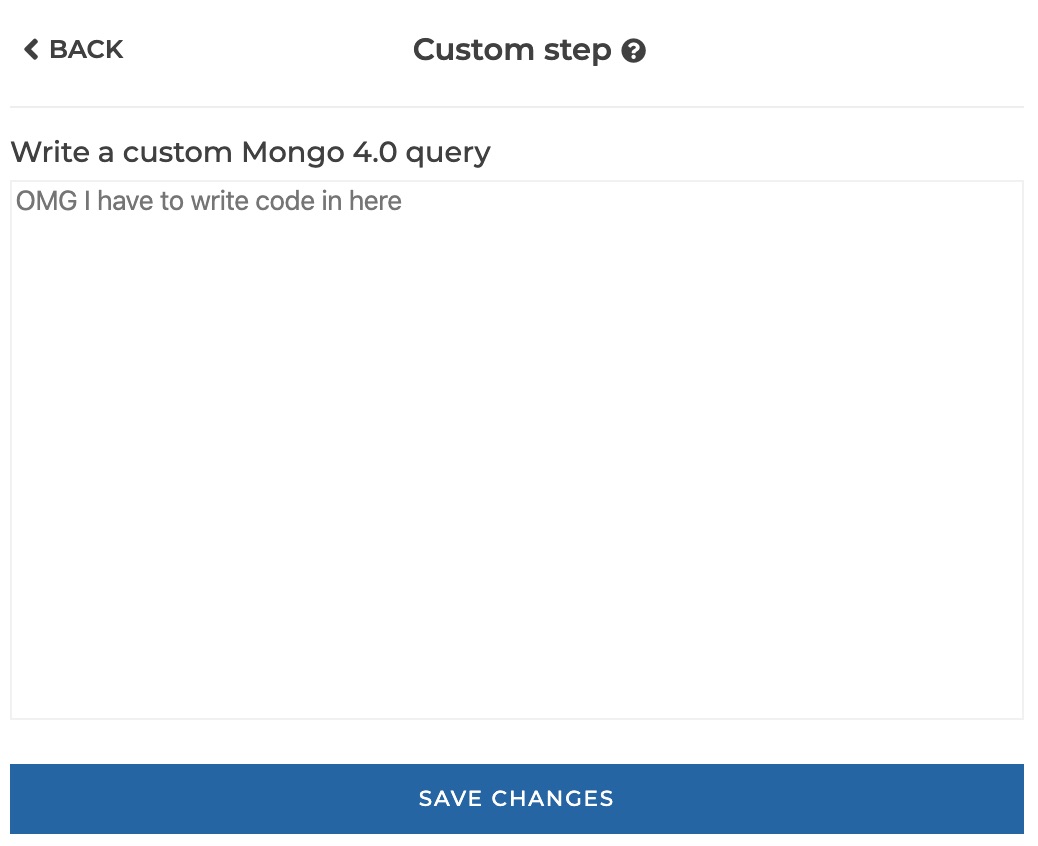 BACK
Custom step ?
Write a custom Mongo 4.0 query
OMG I have to write code in here
SAVE CHANGES